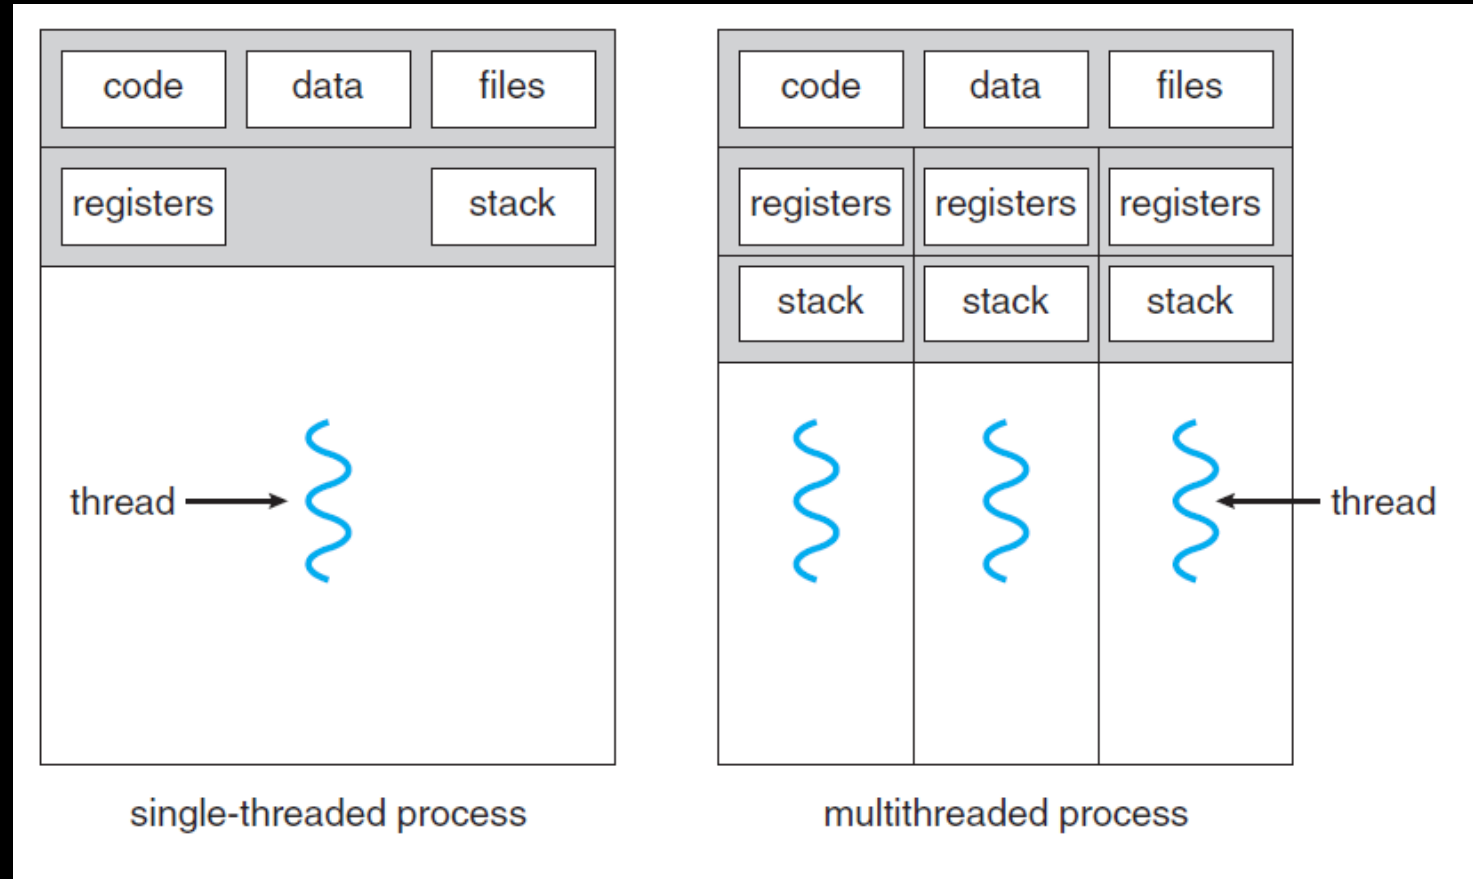 code data files
registers stack
thread
single-threaded process
code data files
registers registers registers
stack stack stack
thread
multithreaded process